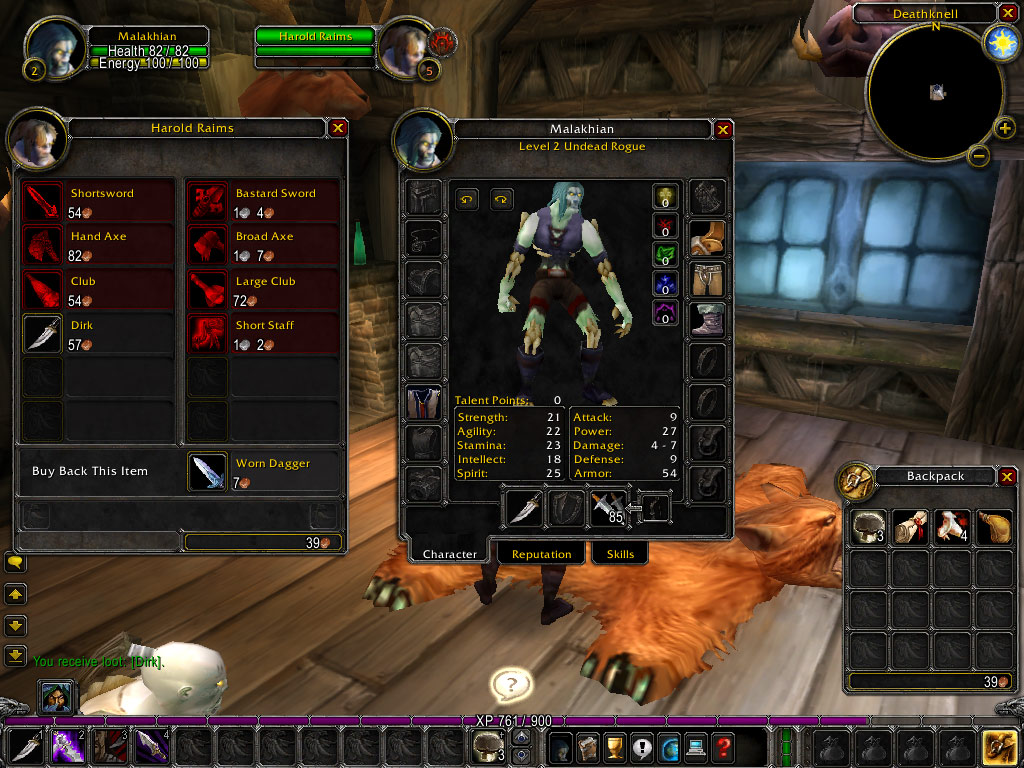 Malakhian
Health 82 / 82
Energy 100 / 100
2
Harold Raims
5
Deathknell
N
Harold Raims
Shortsword
54
Bastard Sword
1 4
Hand Axe
82
Broad Axe
1 7
Club
54
Large Club
72
Dirk
57
Short Staff
1 2
Buy Back This Item
Worn Dagger
7
39
Malakhian
Level 2 Undead Rogue
0
0
0
0
0
Talent Points: 0
Strength: 21
Agility: 22
Stamina: 23
Intellect: 18
Spirit: 25
Attack: 9
Power: 27
Damage: 4 - 7
Defense: 9
Armor: 54
85
Character
Reputation
Skills
Backpack
3
4
39
You receive loot: [Dirk].
?
XP 761 / 900
2
3
4
3